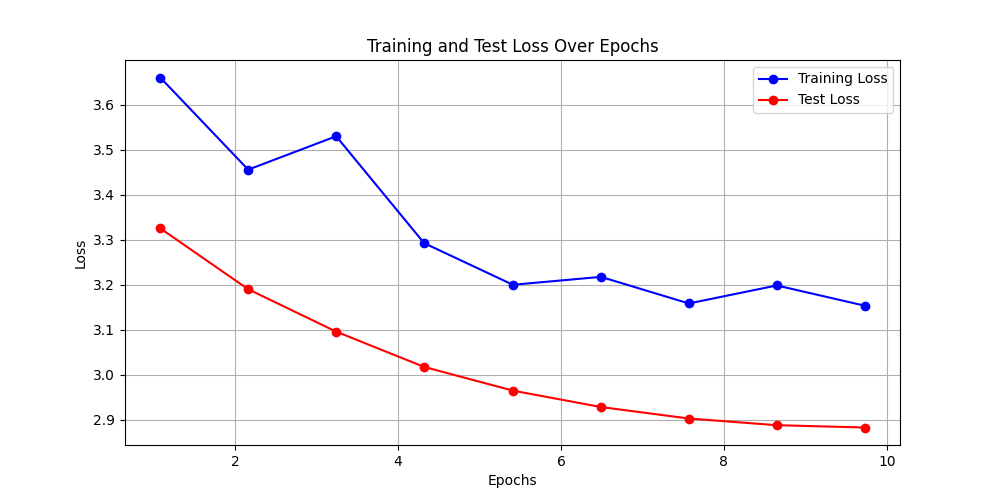 Training and Test Loss Over Epochs
Training Loss
Test Loss
3.6
3.5
3.4
3.3
3.2
3.1
3.0
2.9
Loss
2 4 6 8 10
Epochs